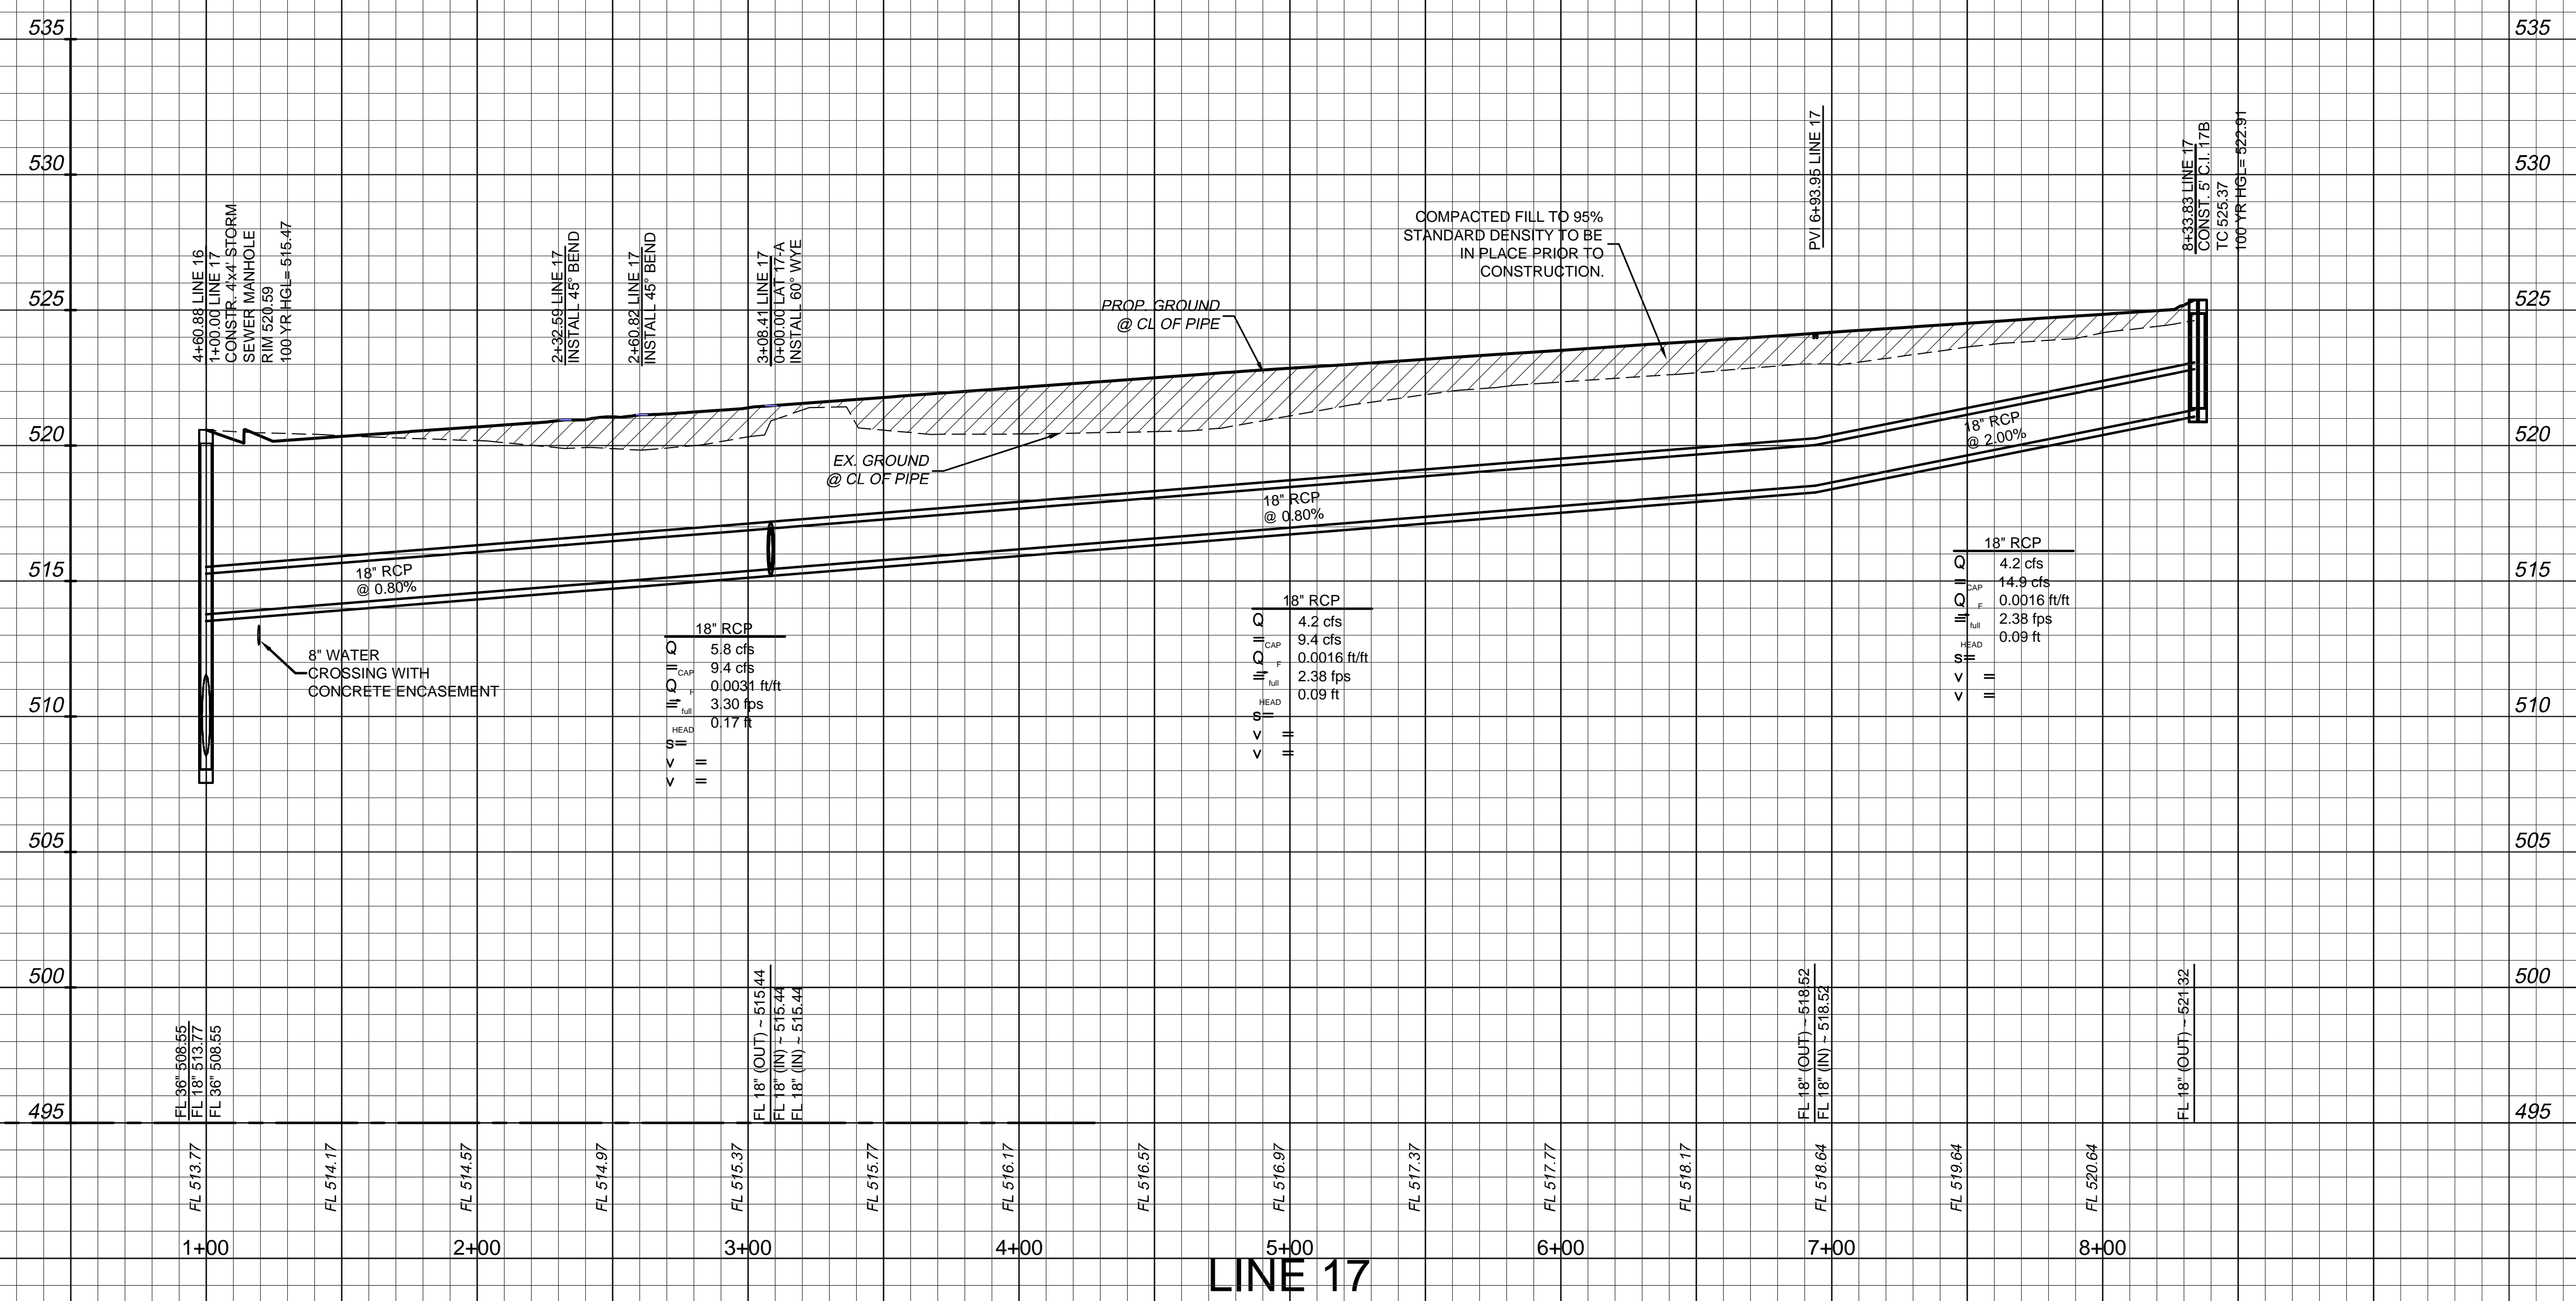 535
535
530
530
525
525
520
520
515
515
510
510
505
505
500
500
495
495
4+60.88 LINE 16
1+00.00 LINE 17
CONSTR. 4'x4' STORM
SEWER MANHOLE
RIM 520.59
100 YR HGL= 515.47
2+32.59 LINE 17
INSTALL 45° BEND
2+60.82 LINE 17
INSTALL 45° BEND
3+08.41 LINE 17
0+00.00 LAT 17-A
INSTALL 60° WYE
PROP. GROUND
@ CL OF PIPE
COMPACTED FILL TO 95%
STANDARD DENSITY TO BE
IN PLACE PRIOR TO
CONSTRUCTION.
PVI 6+93.95 LINE 17
8+33.83 LINE 17
CONST. 5' C.I. 17B
TC 525.37
100 YR HGL= 522.91
EX. GROUND
@ CL OF PIPE
18" RCP
@ 0.80%
18" RCP
@ 0.80%
18" RCP
@ 2.00%
8" WATER
CROSSING WITH
CONCRETE ENCASEMENT
18" RCP
Q 5.8 cfs
= CAP 9.4 cfs
Q F 0.0031 ft/ft
= full 3.30 fps
HEAD 0.17 ft
s=
v =
v =
18" RCP
Q 4.2 cfs
= CAP 9.4 cfs
Q F 0.0016 ft/ft
= full 2.38 fps
HEAD 0.09 ft
s=
v =
v =
18" RCP
Q 4.2 cfs
= CAP 14.9 cfs
Q F 0.0016 ft/ft
= full 2.38 fps
HEAD 0.09 ft
s=
v =
v =
FL 36" 508.55
FL 18" 513.77
FL 36" 508.55
FL 18" (OUT) ~ 515.44
FL 18" (IN) ~ 515.44
FL 18" (IN) ~ 515.44
FL 18" (OUT) ~ 518.52
FL 18" (IN) ~ 518.52
FL 18" (OUT) ~ 521.32
FL 513.77
FL 514.17
FL 514.57
FL 514.97
FL 515.37
FL 515.77
FL 516.17
FL 516.57
FL 516.97
FL 517.37
FL 517.77
FL 518.17
FL 518.64
FL 519.64
FL 520.64
1+00
2+00
3+00
4+00
5+00
6+00
7+00
8+00
LINE 17